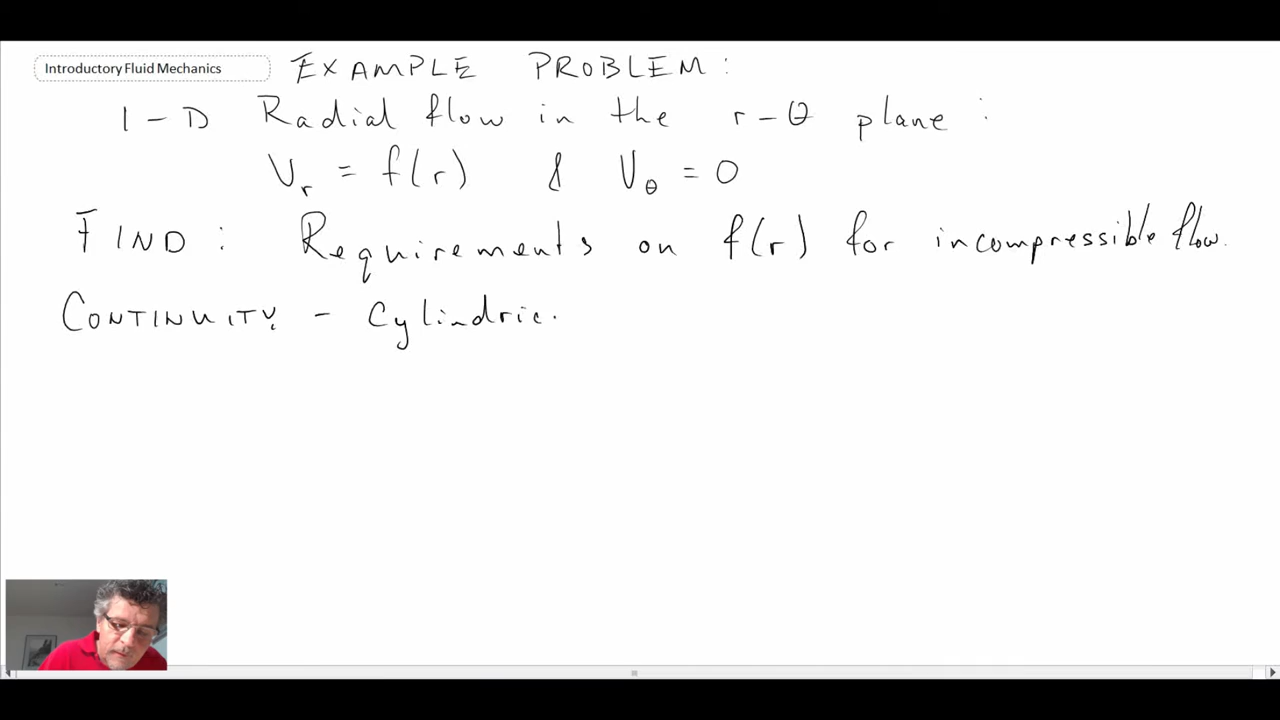 Introductory Fluid Mechanics
EXAMPLE PROBLEM:
1-D Radial flow in the r-θ plane:
Vr = f(r) & Vθ = 0
FIND: Requirements on f(r) for incompressible flow.
CONTINUITY - Cylindric.